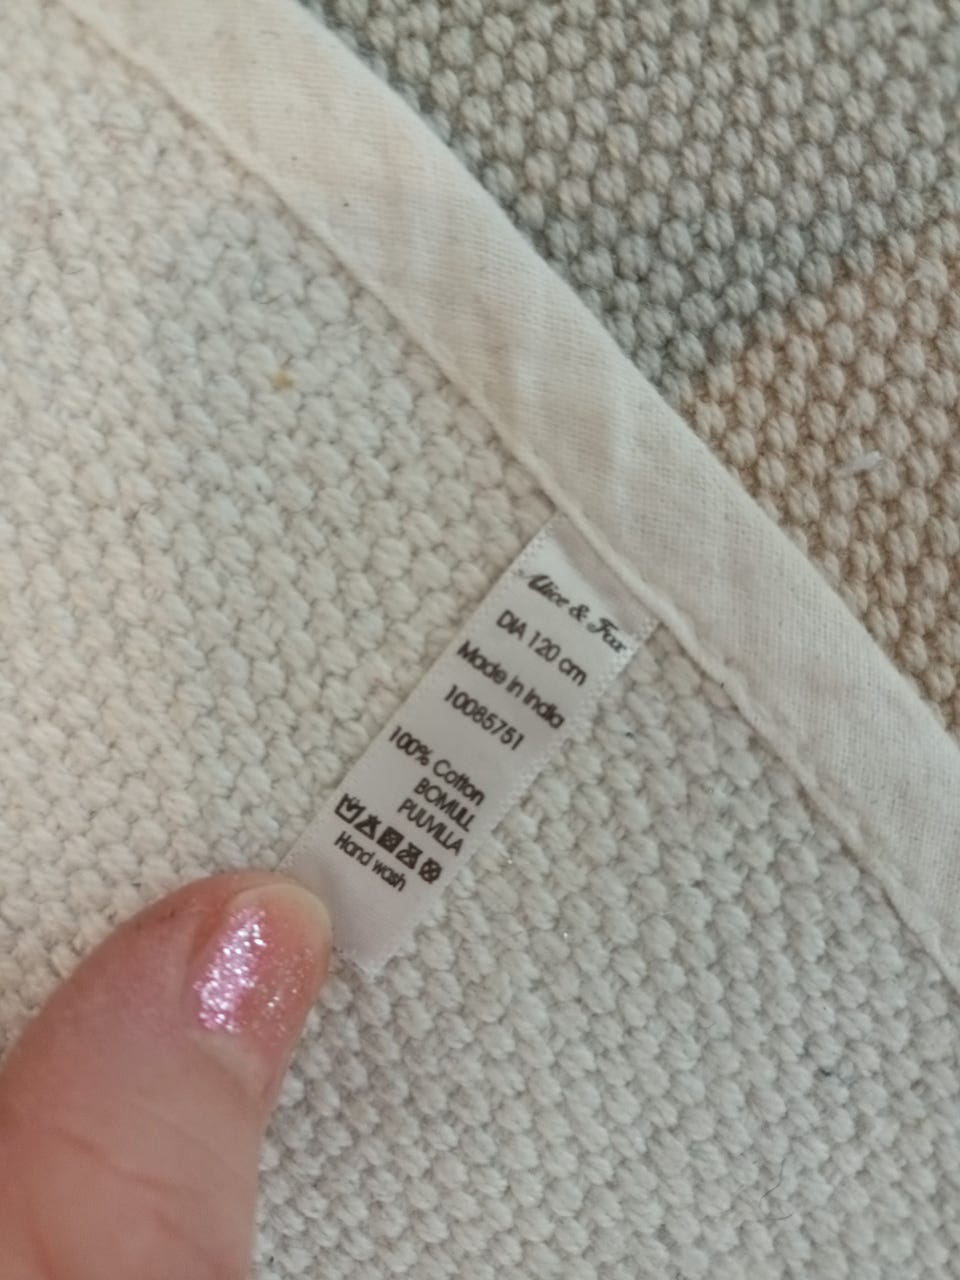 Alice & Fox
DIA 120 cm
Made in India
10085751
100% Cotton
BOMULL
PUUVILLA
Hand wash